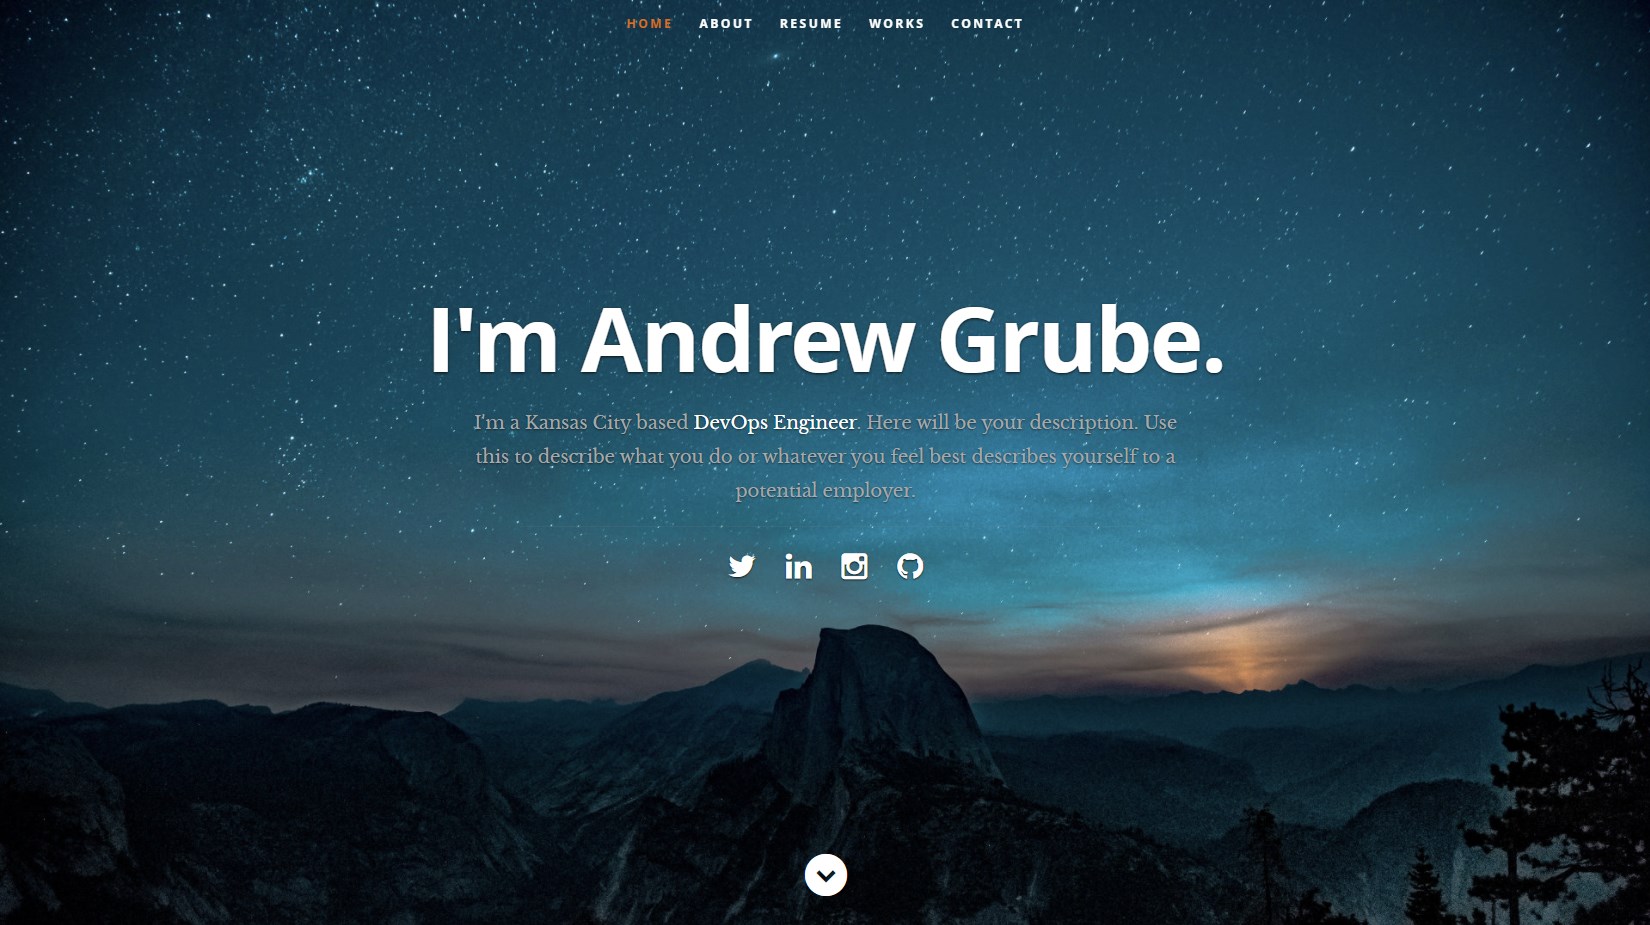 HOME ABOUT RESUME WORKS CONTACT
I'm Andrew Grube.
I'm a Kansas City based DevOps Engineer. Here will be your description. Use
this to describe what you do or whatever you feel best describes yourself to a
potential employer.